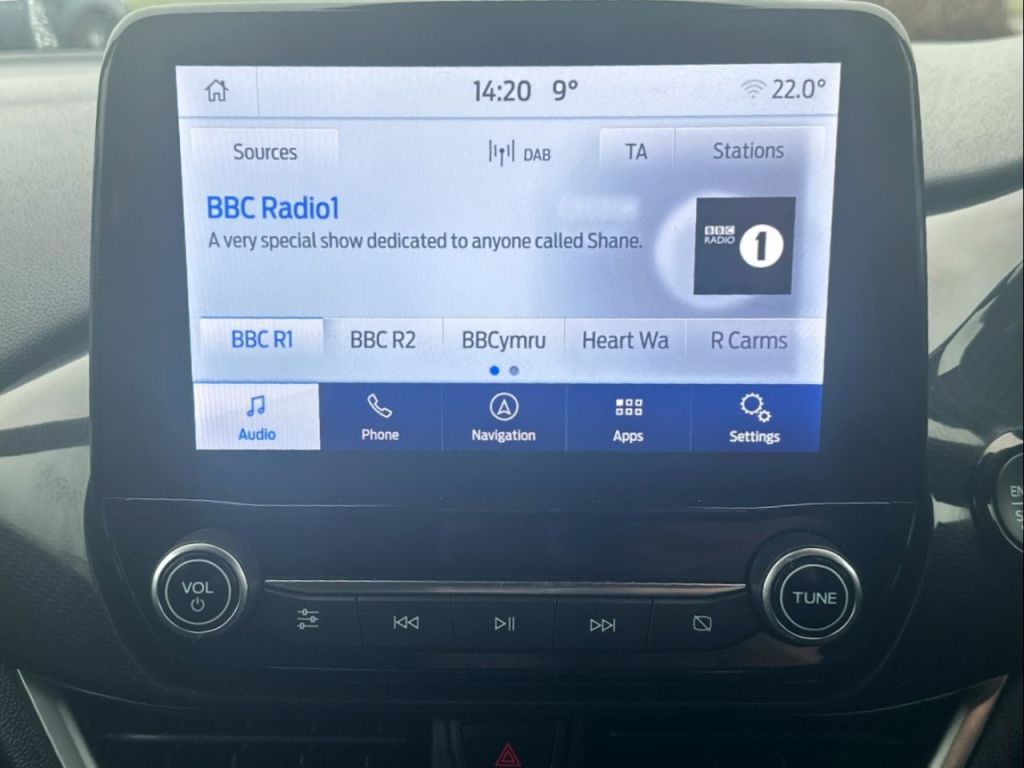 14:20 9° 22.0°
Sources DAB TA Stations
BBC Radio1
A very special show dedicated to anyone called Shane.
BBC
RADIO 1
BBC R1 BBC R2 BBCymru Heart Wa R Carms
Audio Phone Navigation Apps Settings
VOL
TUNE